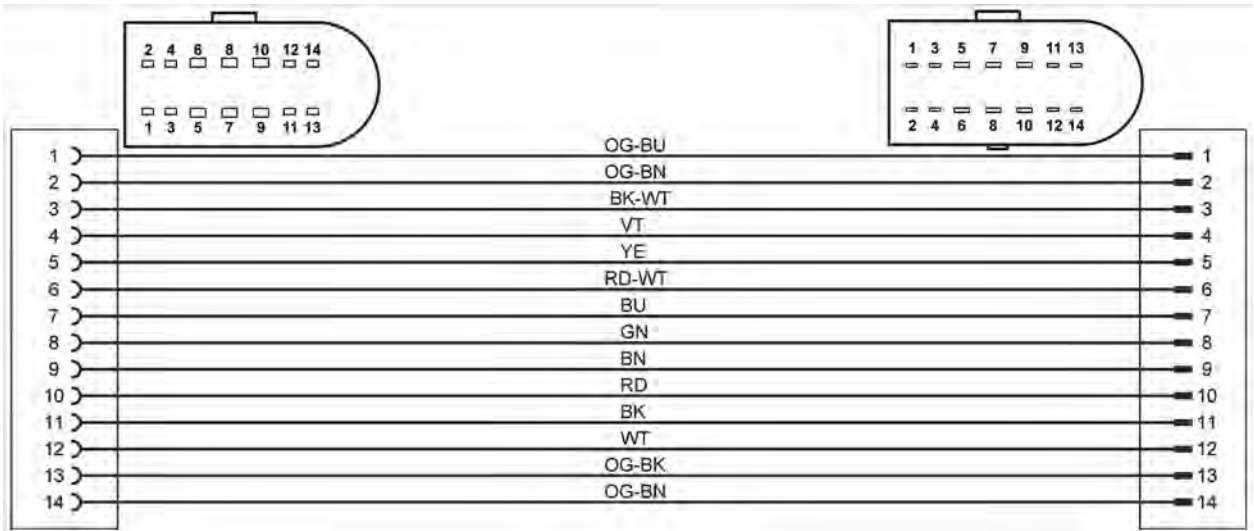 2 4 6 8 10 12 14
1 3 5 7 9 11 13
1 3 5 7 9 11 13
2 4 6 8 10 12 14
1 OG-BU 1
2 OG-BN 2
3 BK-WT 3
4 VT 4
5 YE 5
6 RD-WT 6
7 BU 7
8 GN 8
9 BN 9
10 RD 10
11 BK 11
12 WT 12
13 OG-BK 13
14 OG-BN 14